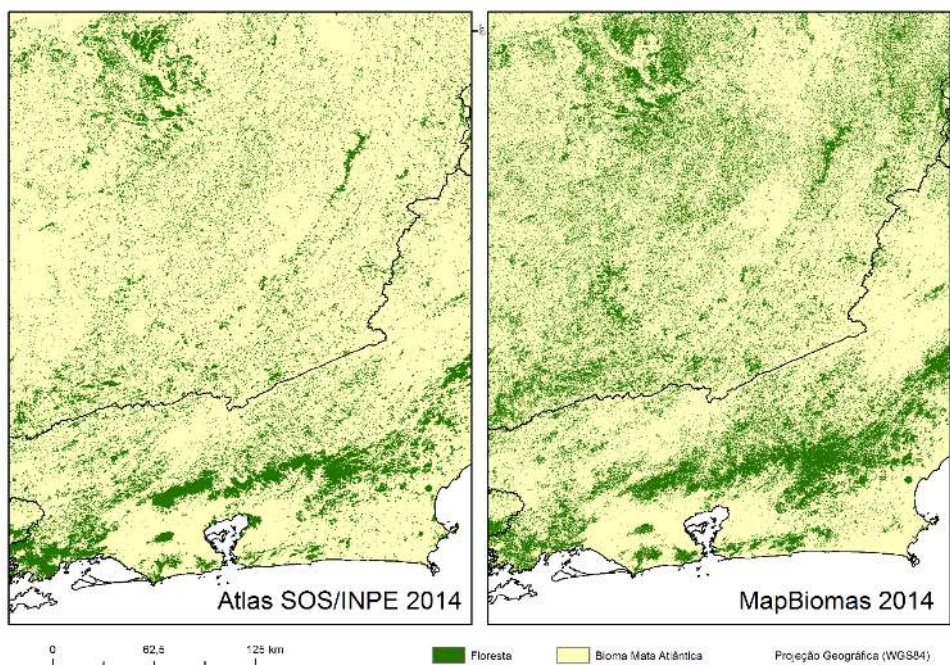 Atlas SOS/INPE 2014
MapBiomas 2014
0 62,5 125 km
Floresta
Bioma Mata Atlântica
Projeção Geográfica (WGS84)